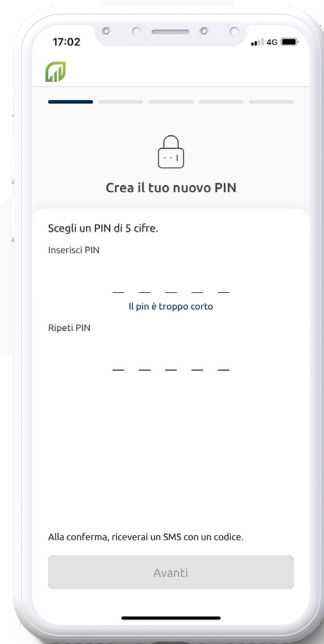 17:02
4G
Crea il tuo nuovo PIN
Scegli un PIN di 5 cifre.
Inserisci PIN
Il pin è troppo corto
Ripeti PIN
Alla conferma, riceverai un SMS con un codice.
Avanti